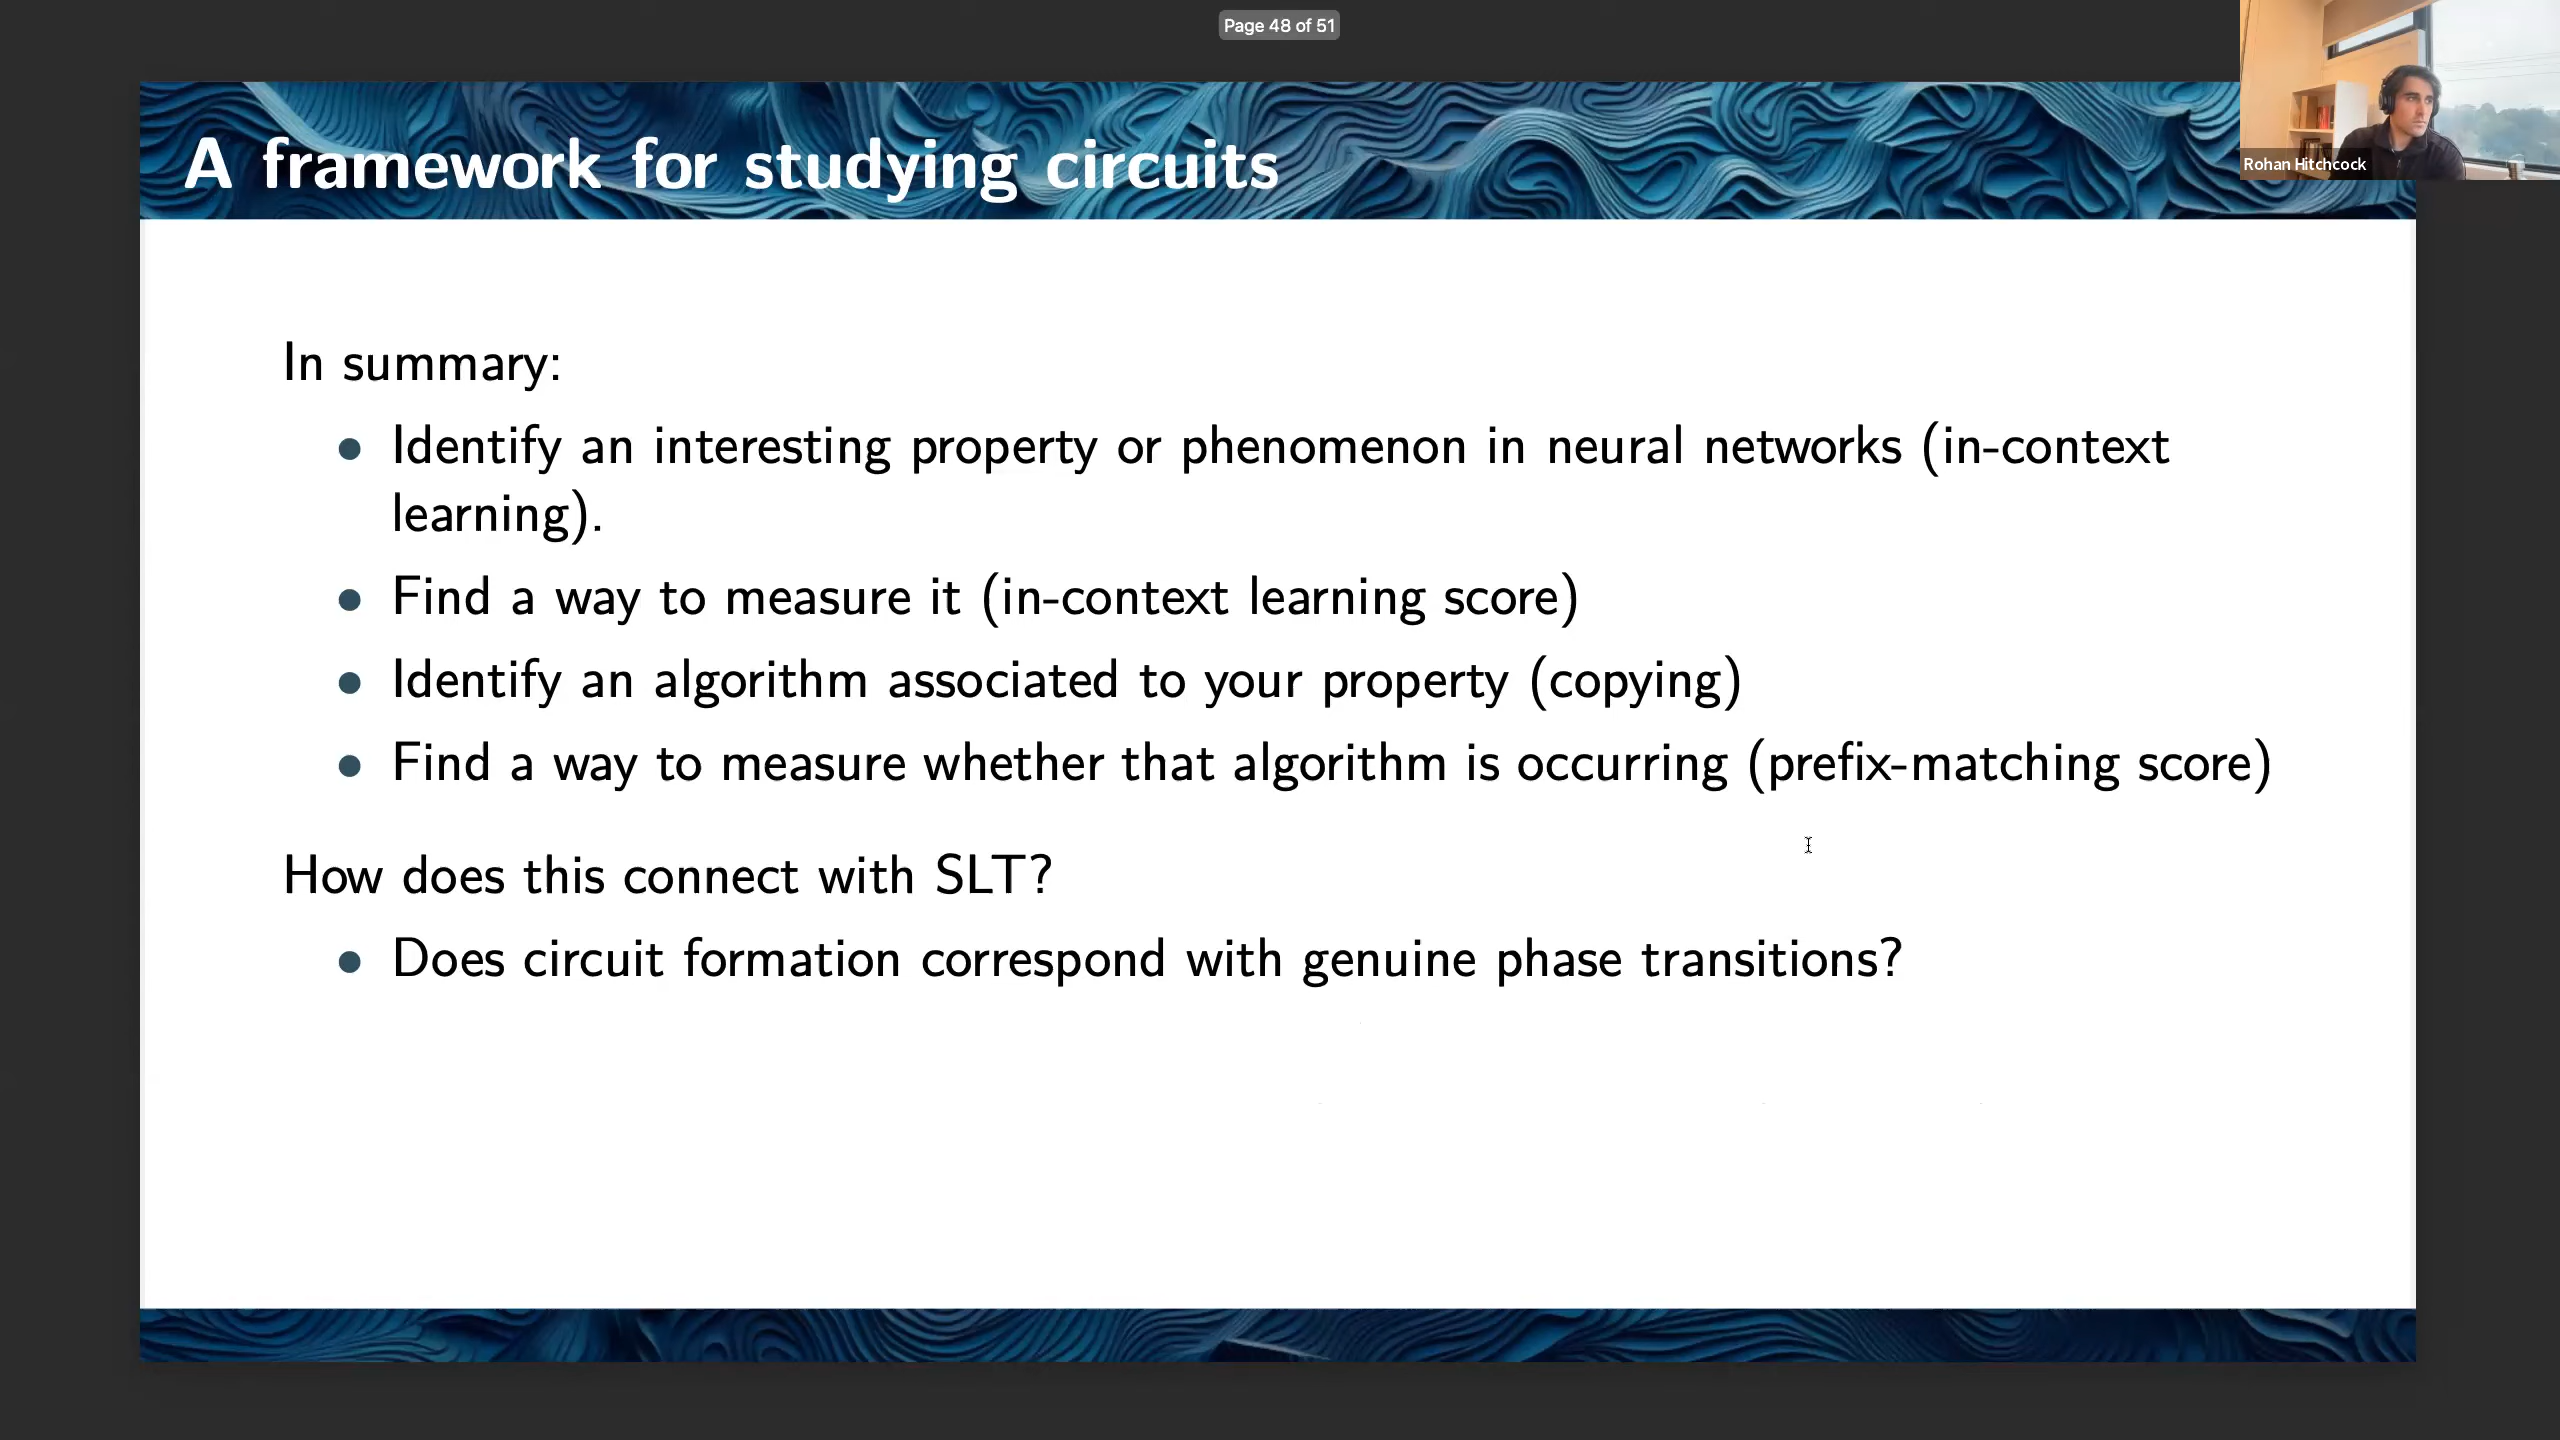 Page 48 of 51
A framework for studying circuits
Rohan Hitchcock
In summary:
• Identify an interesting property or phenomenon in neural networks (in-context
learning).
• Find a way to measure it (in-context learning score)
• Identify an algorithm associated to your property (copying)
• Find a way to measure whether that algorithm is occurring (prefix-matching score)
How does this connect with SLT?
• Does circuit formation correspond with genuine phase transitions?